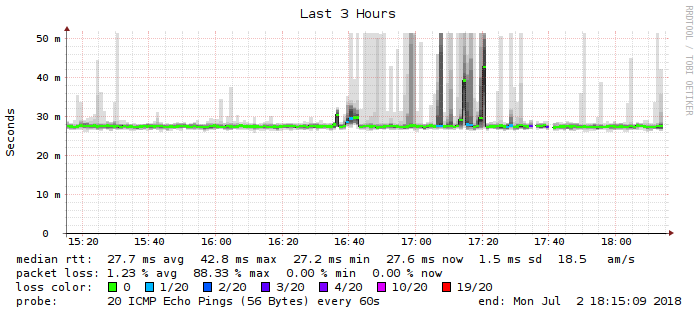 Last 3 Hours
RRDTOOL / TOBI OETIKER
Seconds
50 m
40 m
30 m
20 m
10 m
0
15:20 15:40 16:00 16:20 16:40 17:00 17:20 17:40 18:00
median rtt: 27.7 ms avg 42.8 ms max 27.2 ms min 27.6 ms now 1.5 ms sd 18.5 am/s
packet loss: 1.23 % avg 88.33 % max 0.00 % min 0.00 % now
loss color: 0 1/20 2/20 3/20 4/20 10/20 19/20
probe: 20 ICMP Echo Pings (56 Bytes) every 60s end: Mon Jul 2 18:15:09 2018